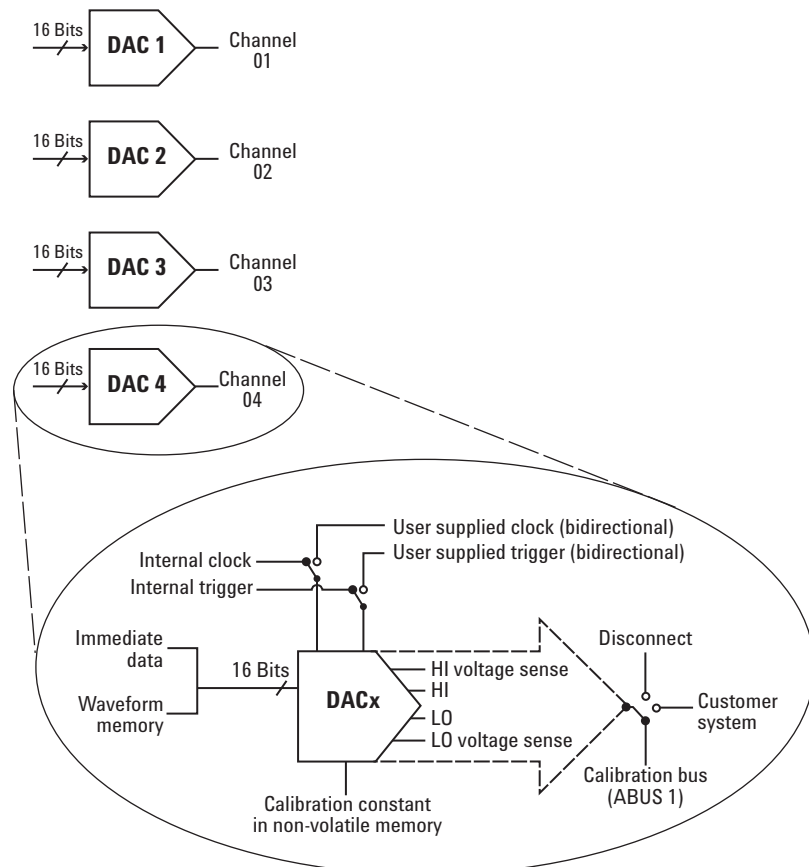 16 Bits
DAC 1
Channel
01
16 Bits
DAC 2
Channel
02
16 Bits
DAC 3
Channel
03
16 Bits
DAC 4
Channel
04
User supplied clock (bidirectional)
Internal clock
User supplied trigger (bidirectional)
Internal trigger
Immediate
data
Waveform
memory
16 Bits
DACx
HI voltage sense
HI
LO
LO voltage sense
Disconnect
Customer
system
Calibration bus
(ABUS 1)
Calibration constant
in non-volatile memory